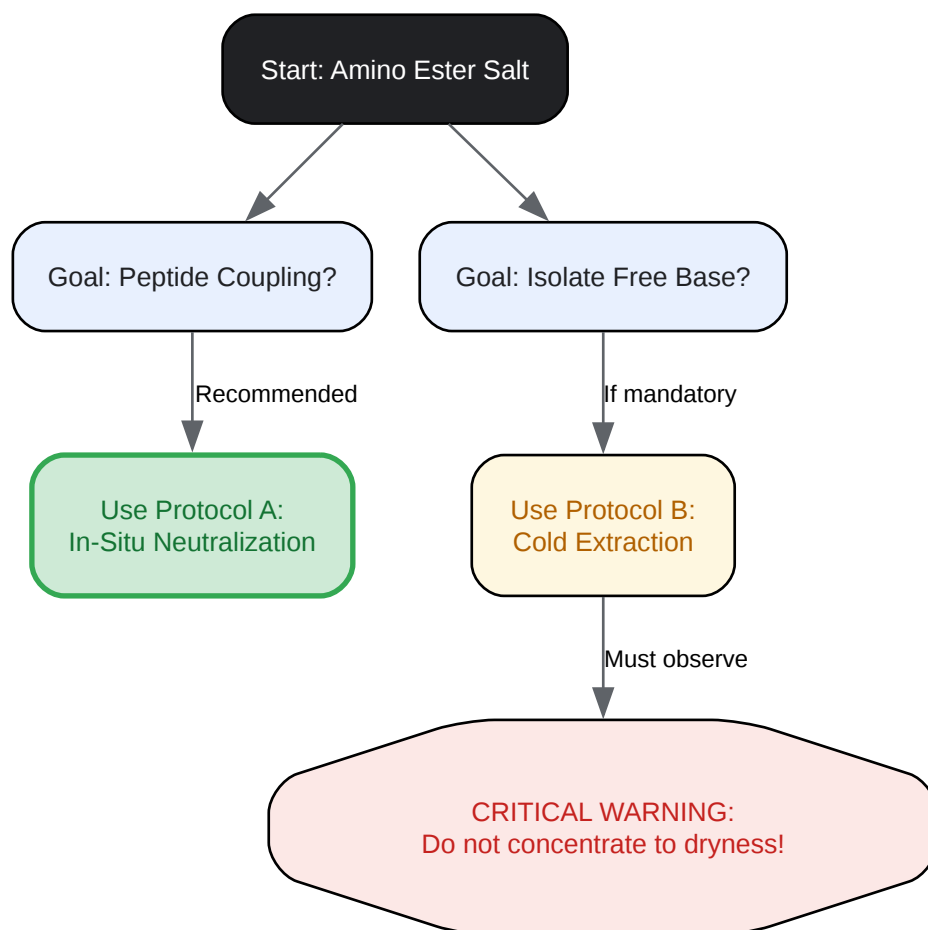 Start: Amino Ester Salt
Goal: Peptide Coupling?
Goal: Isolate Free Base?
Recommended
If mandatory
Use Protocol A:
In-Situ Neutralization
Use Protocol B:
Cold Extraction
Must observe
CRITICAL WARNING:
Do not concentrate to dryness!